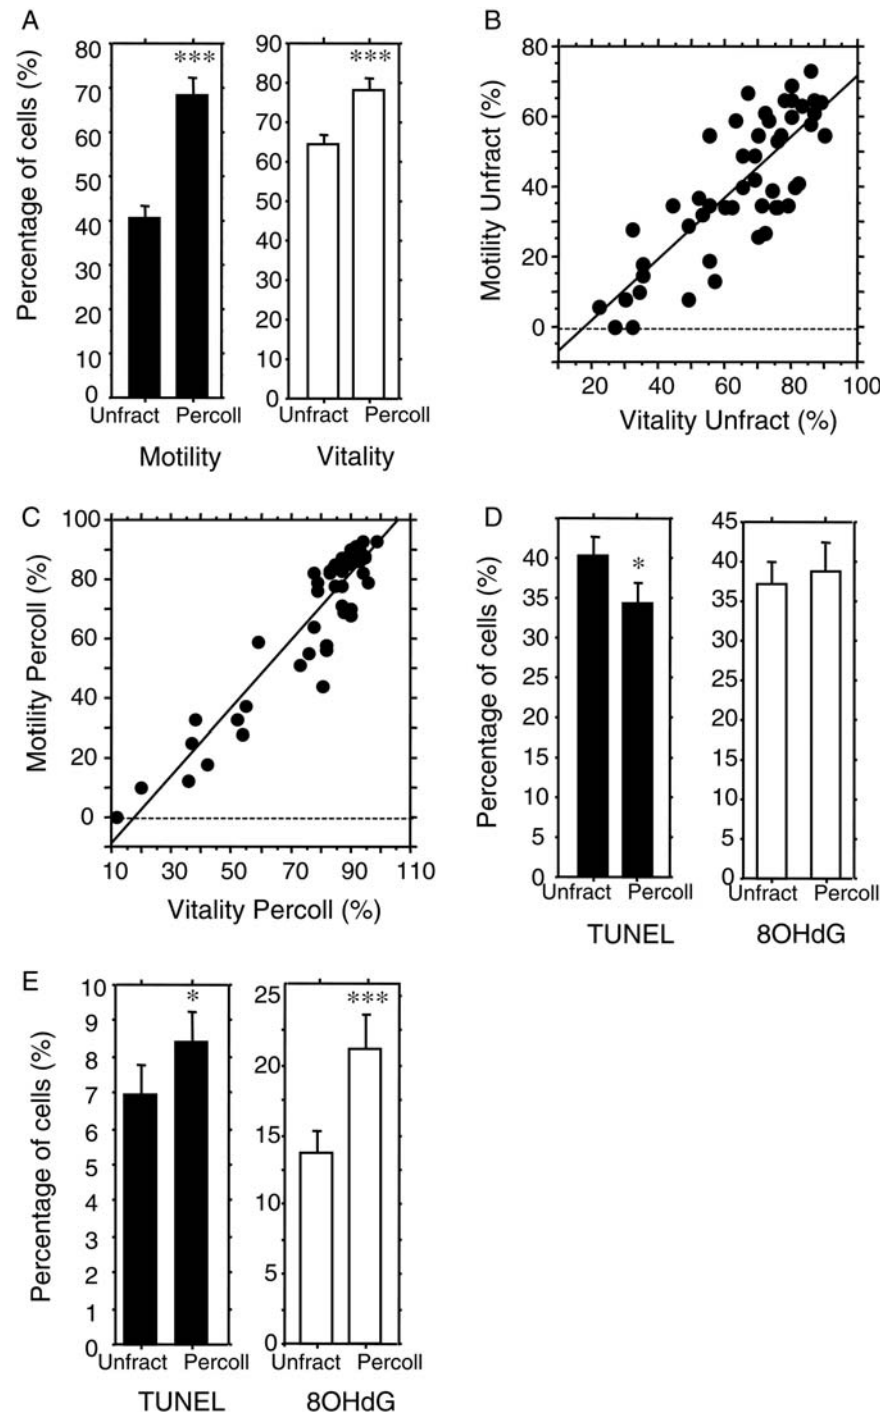 A
Percentage of cells (%)
80
70
60
50
40
30
20
10
0
***
Unfract Percoll
Motility
90
80
70
60
50
40
30
20
10
0
***
Unfract Percoll
Vitality
B
Motility Unfract (%)
80
60
40
20
0
20 40 60 80 100
Vitality Unfract (%)
C
Motility Percoll (%)
100
80
60
40
20
0
10 30 50 70 90 110
Vitality Percoll (%)
D
Percentage of cells (%)
40
35
30
25
20
15
10
5
0
*
Unfract Percoll
TUNEL
45
40
35
30
25
20
15
10
5
0
Unfract Percoll
8OHdG
E
Percentage of cells (%)
10
9
8
7
6
5
4
3
2
1
0
*
Unfract Percoll
TUNEL
25
20
15
10
5
0
***
Unfract Percoll
8OHdG